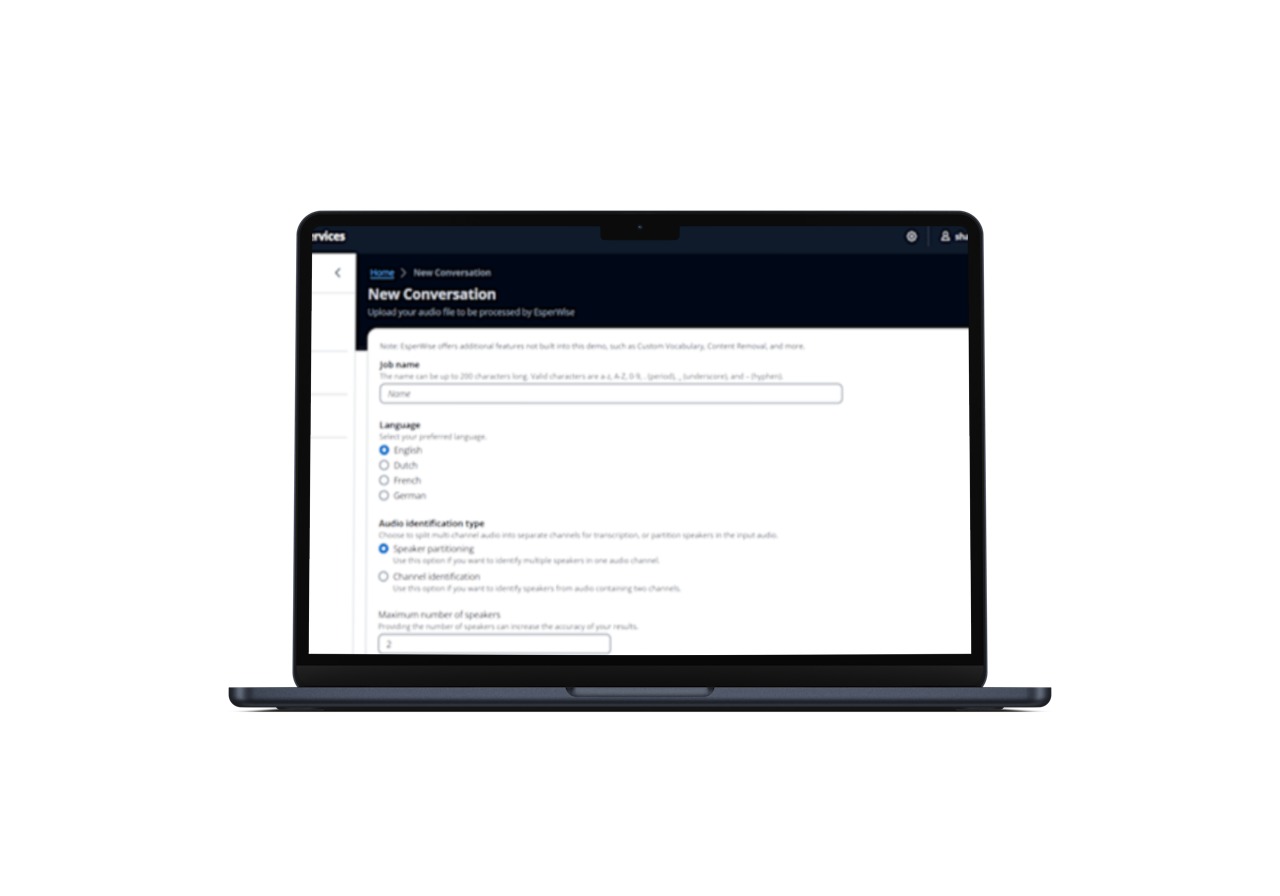 ervices
sha
Home > New Conversation
New Conversation
Upload your audio file to be processed by EsperWise
Note: EsperWise offers additional features not built into this demo, such as Custom Vocabulary, Content Removal, and more.
Job name
The name can be up to 200 characters long. Valid characters are a-z, A-Z, 0-9, . (period), _ (underscore), and - (hyphen).
Name
Language
Select your preferred language.
English
Dutch
French
German
Audio identification type
Choose to split multi-channel audio into separate channels for transcription, or partition speakers in the input audio.
Speaker partitioning
Use this option if you want to identify multiple speakers in one audio channel.
Channel identification
Use this option if you want to identify speakers from audio containing two channels.
Maximum number of speakers
Providing the number of speakers can increase the accuracy of your results.
2